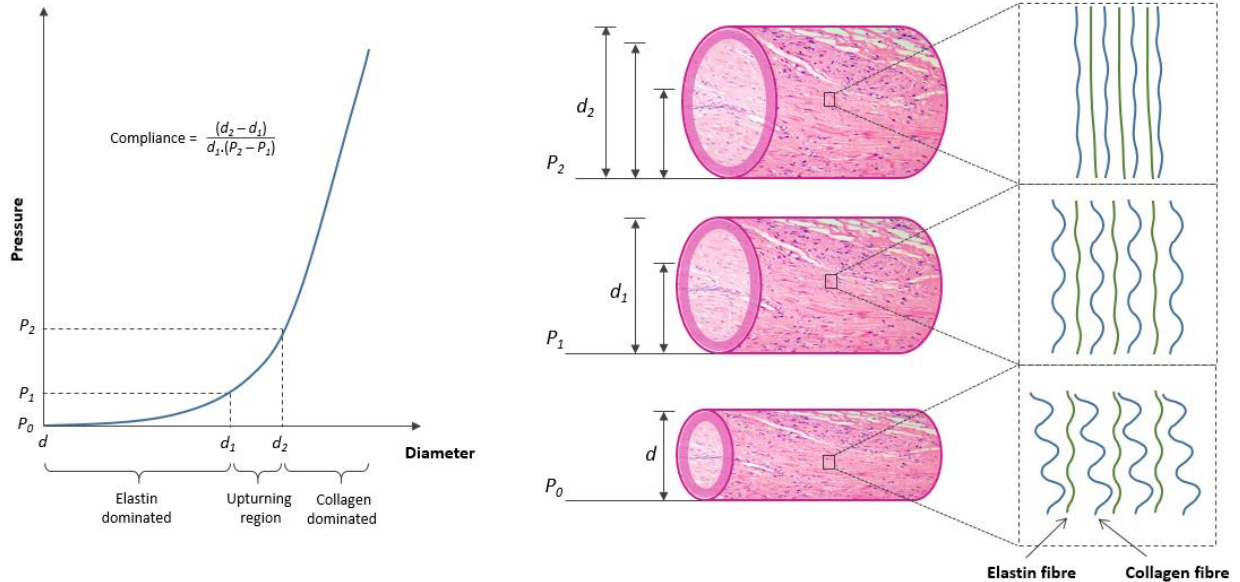 Pressure
Compliance = (d2 – d1)
d1.(P2 – P1)
P2
P1
P0
d
d1
d2
Diameter
Elastin
dominated
Upturning
region
Collagen
dominated
d2
P2
d1
P1
d
P0
Elastin fibre
Collagen fibre